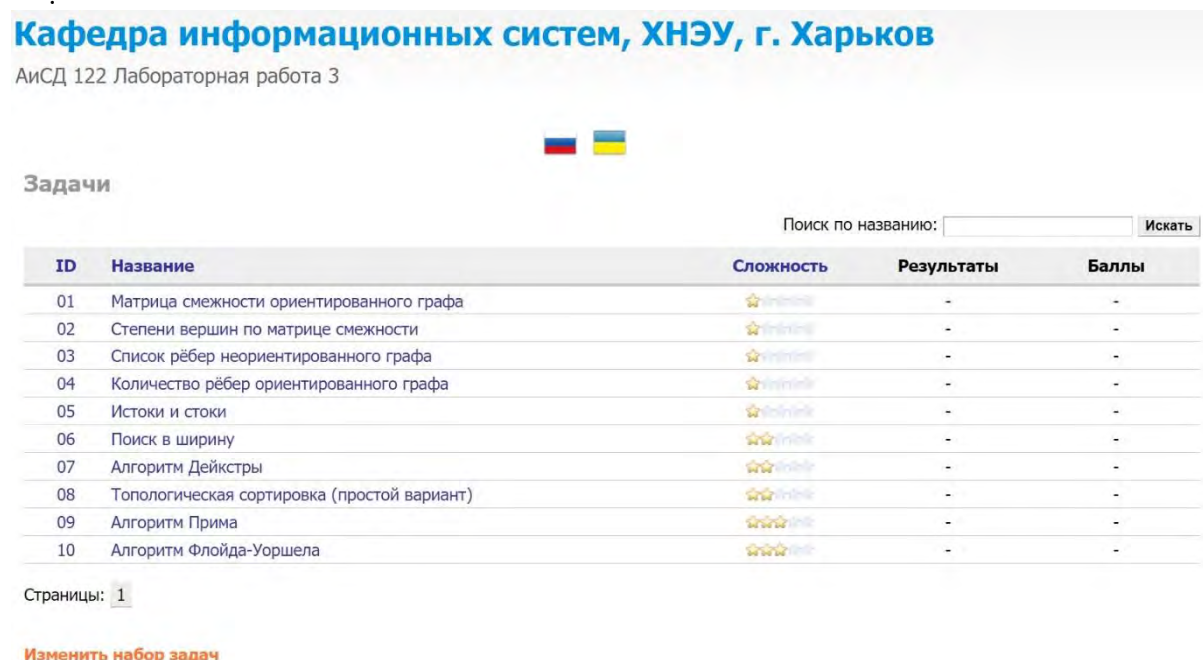 Кафедра информационных систем, ХНЭУ, г. Харьков
АиСД 122 Лабораторная работа 3
Задачи
Поиск по названию: Искать
ID Название Сложность Результаты Баллы
01 Матрица смежности ориентированного графа - -
02 Степени вершин по матрице смежности - -
03 Список рёбер неориентированного графа - -
04 Количество рёбер ориентированного графа - -
05 Истоки и стоки - -
06 Поиск в ширину - -
07 Алгоритм Дейкстры - -
08 Топологическая сортировка (простой вариант) - -
09 Алгоритм Прима - -
10 Алгоритм Флойда-Уоршела - -
Страницы: 1
Изменить набор задач